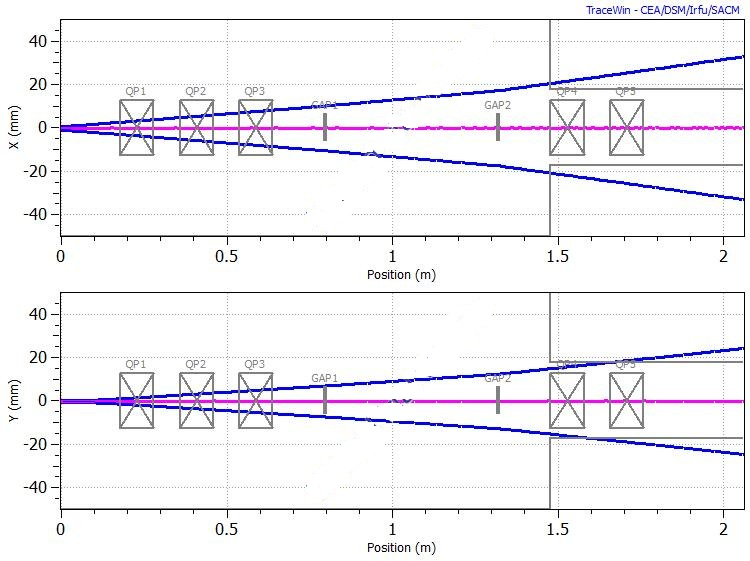 TraceWin - CEA/DSM/Irfu/SACM
X (mm)
40
20
0
-20
-40
QP1 QP2 QP3 GAP1 GAP2 QP4 QP5
0 0.5 1 1.5 2
Position (m)
Y (mm)
40
20
0
-20
-40
QP1 QP2 QP3 GAP1 GAP2 QP4 QP5
0 0.5 1 1.5 2
Position (m)